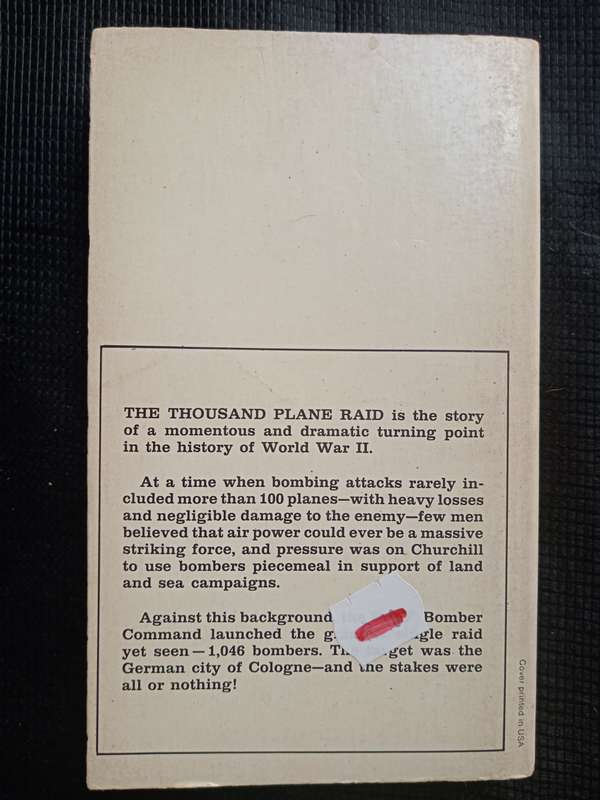 THE THOUSAND PLANE RAID is the story
of a momentous and dramatic turning point
in the history of World War II.
At a time when bombing attacks rarely in-
cluded more than 100 planes—with heavy losses
and negligible damage to the enemy—few men
believed that air power could ever be a massive
striking force, and pressure was on Churchill
to use bombers piecemeal in support of land
and sea campaigns.
Against this background Bomber
Command launched the raid
yet seen—1,046 bombers. was the
German city of Cologne—and the stakes were
all or nothing!
Cover printed in USA